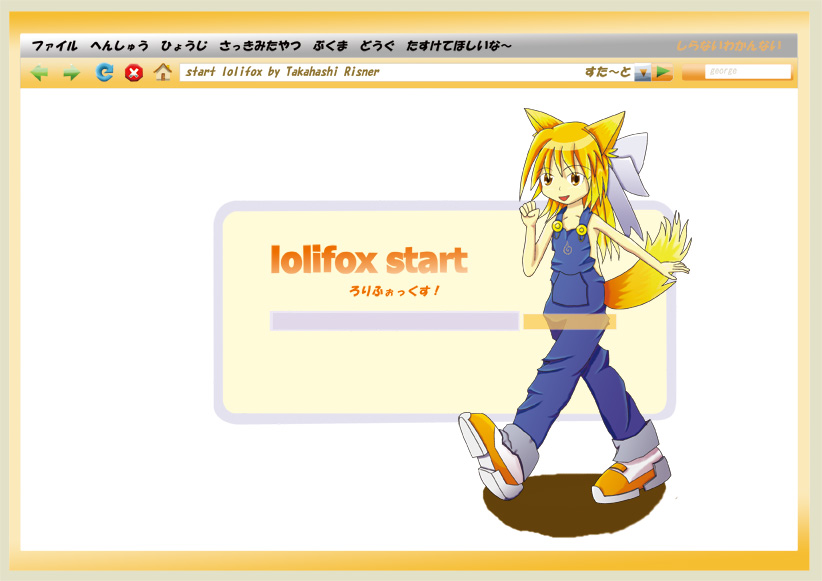 ファイル へんしゅう ひょうじ さっきみたやつ ぶくま どうぐ たすけてほしいな～ しらないわかんない
start lolifox by Takahashi Risner すた～と george
lolifox start
ろりふぉっくす！